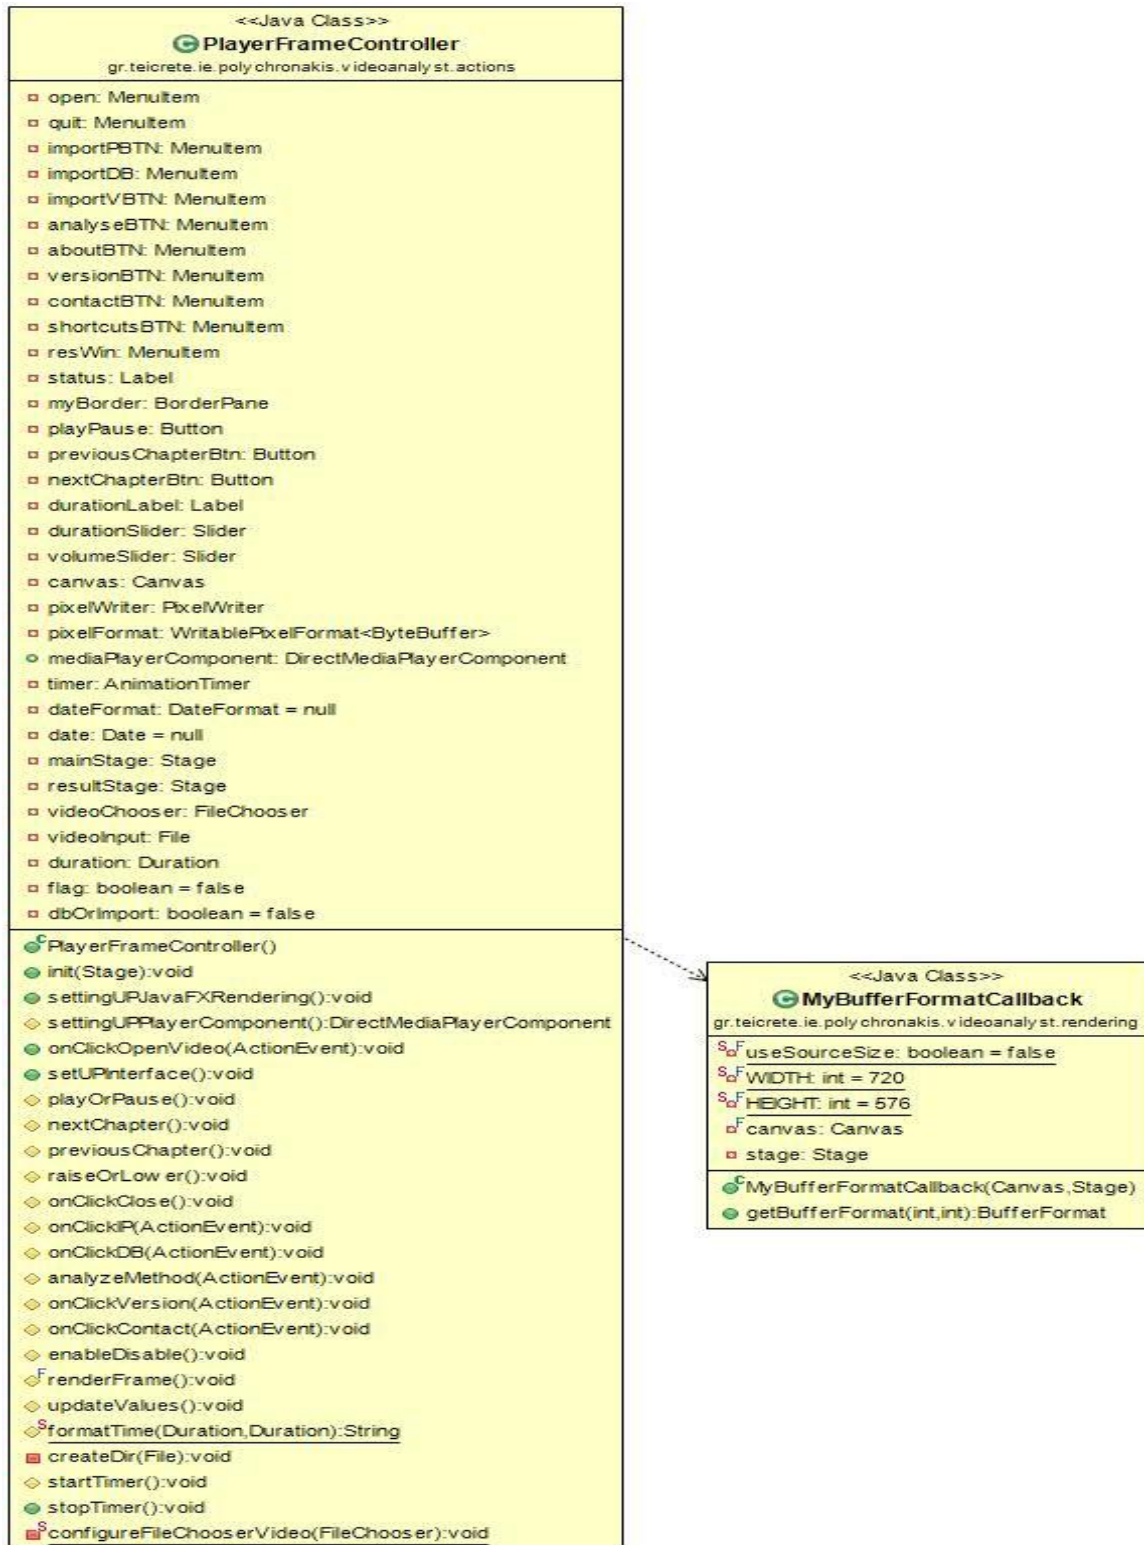 <<Java Class>>
PlayerFrameController
gr.teicrete.ie.polychronakis.videoanalyst.actions
open: MenuItem
quit: MenuItem
importPBTN: MenuItem
importDB: MenuItem
importVBTN: MenuItem
analyseBTN: MenuItem
aboutBTN: MenuItem
versionBTN: MenuItem
contactBTN: MenuItem
shortcutsBTN: MenuItem
resWin: MenuItem
status: Label
myBorder: BorderPane
playPause: Button
previousChapterBtn: Button
nextChapterBtn: Button
durationLabel: Label
durationSlider: Slider
volumeSlider: Slider
canvas: Canvas
pixelWriter: PixelWriter
pixelFormat: WritablePixelFormat<ByteBuffer>
mediaPlayerComponent: DirectMediaPlayerComponent
timer: AnimationTimer
dateFormat: DateFormat = null
date: Date = null
mainStage: Stage
resultStage: Stage
videoChooser: FileChooser
videoInput: File
duration: Duration
flag: boolean = false
dbOrImport: boolean = false
PlayerFrameController()
init(Stage):void
settingUPJavaFXRendering():void
settingUPPlayerComponent():DirectMediaPlayerComponent
onClickOpenVideo(ActionEvent):void
setUPInterface():void
playOrPause():void
nextChapter():void
previousChapter():void
raiseOrLower():void
onClickClose():void
onClickIP(ActionEvent):void
onClickDB(ActionEvent):void
analyzeMethod(ActionEvent):void
onClickVersion(ActionEvent):void
onClickContact(ActionEvent):void
enableDisable():void
renderFrame():void
updateValues():void
formatTime(Duration,Duration):String
createDir(File):void
startTimer():void
stopTimer():void
configureFileChooserVideo(FileChooser):void
<<Java Class>>
MyBufferFormatCallback
gr.teicrete.ie.polychronakis.videoanalyst.rendering
useSourceSize: boolean = false
WIDTH: int = 720
HEIGHT: int = 576
canvas: Canvas
stage: Stage
MyBufferFormatCallback(Canvas,Stage)
getBufferFormat(int,int):BufferFormat